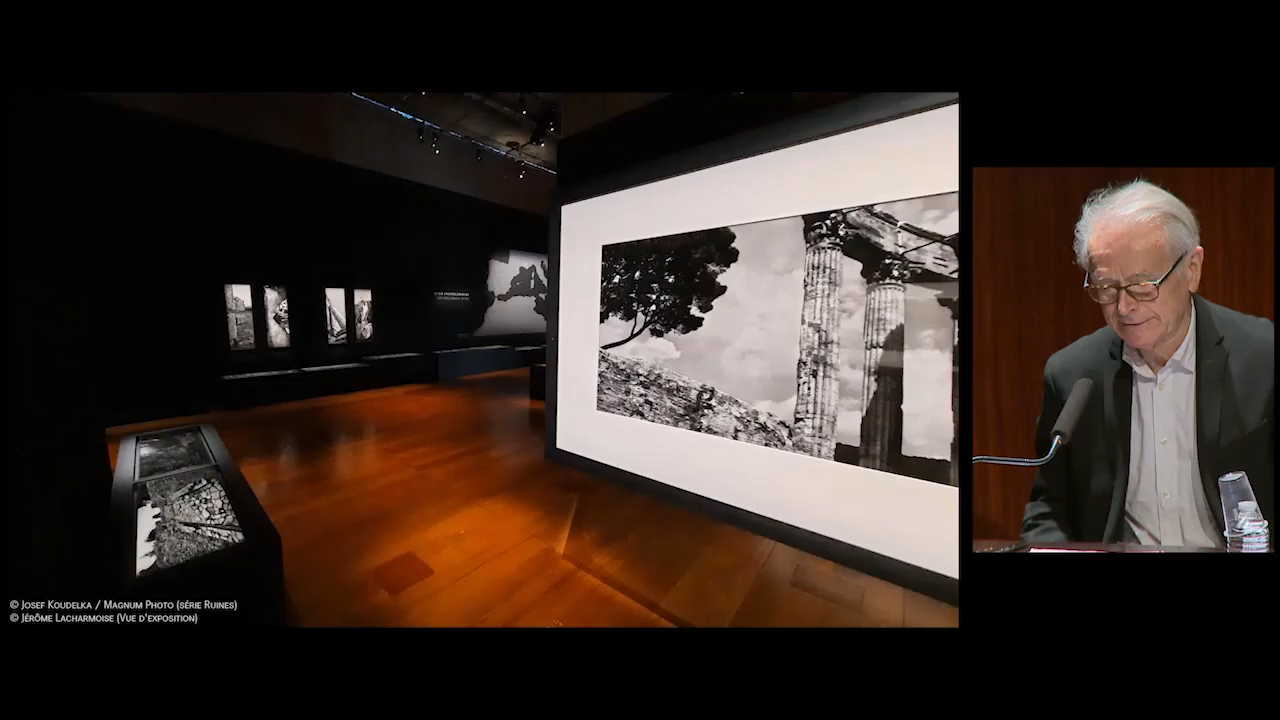 © Josef Koudelka / Magnum Photo (série Ruines)
© Jérôme Lacharmoise (Vue d'exposition)